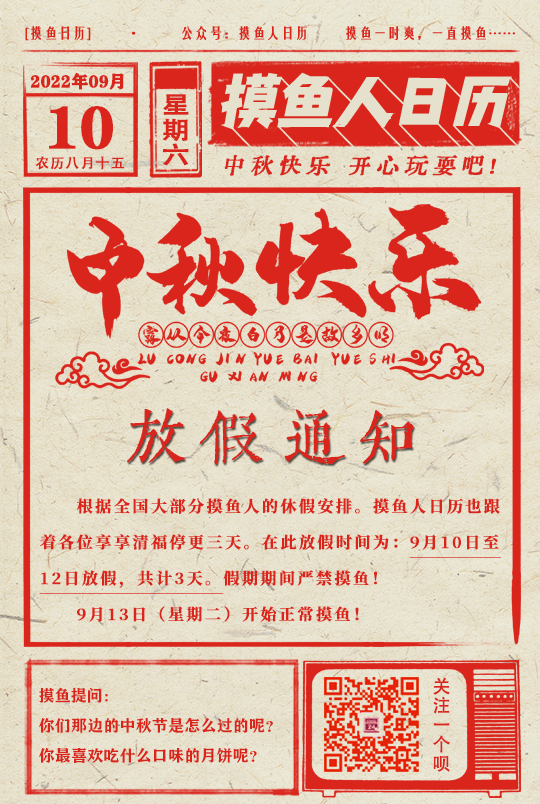 [摸鱼日历] · 公众号：摸鱼人日历 摸鱼一时爽，一直摸鱼……
2022年09月
10
农历八月十五
星期六
摸鱼人日历
中秋快乐 开心玩耍吧！
中秋快乐
露从今夜白乃是故乡明
LU CONG JIN YUE BAI YUE SHI
GU XI AN MING
放假通知
根据全国大部分摸鱼人的休假安排。摸鱼人日历也跟
着各位享享清福停更三天。在此放假时间为：9月10日至
12日放假，共计3天。假期期间严禁摸鱼！
9月13日（星期二）开始正常摸鱼！
摸鱼提问：
你们那边的中秋节是怎么过的呢？
你最喜欢吃什么口味的月饼呢？
关注一个呗